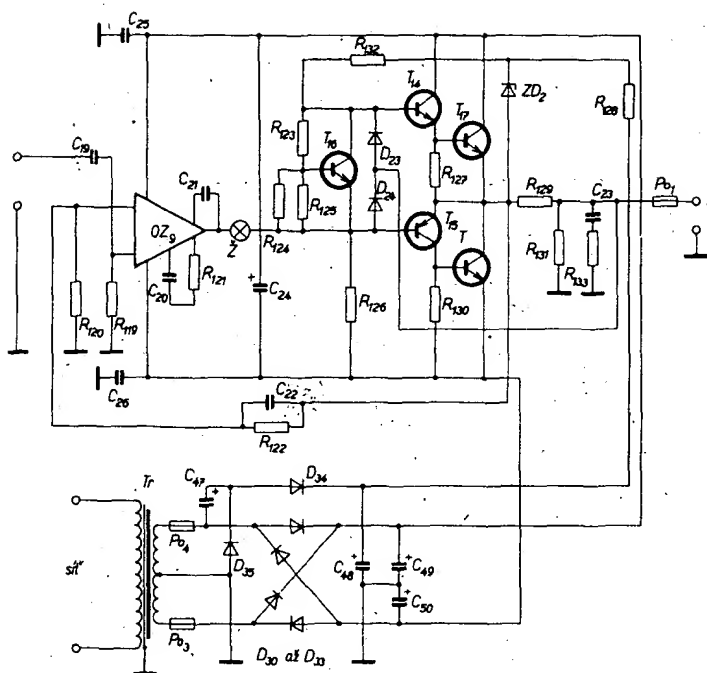 C25
R132
T14
T17
ZD2
R128
R123
T16
D23
C19
C21
R127
D24
R129
C23
Po1
R125
T15
OZ9
R124
Ž
T
R131
R133
R121
C20
C24
R120
R119
R126
R130
C26
C22
R122
Tr
C47
D34
Po4
síť
D35
C48
C49
C50
Po3
D30 až D33